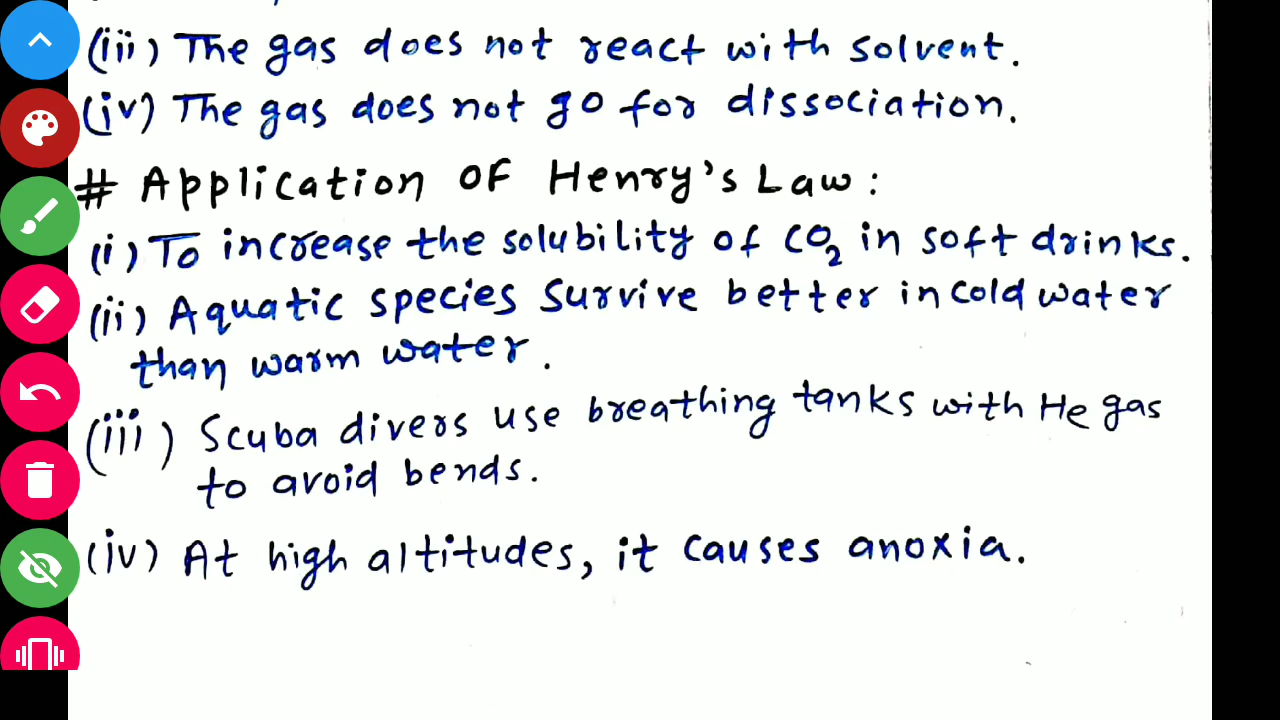 (iii) The gas does not react with solvent.
(iv) The gas does not go for dissociation.
# Application OF Henry's Law:
(i) To increase the solubility of CO₂ in soft drinks.
(ii) Aquatic species survive better in cold water
than warm water.
(iii) Scuba divers use breathing tanks with He gas
to avoid bends.
(iv) At high altitudes, it causes anoxia.